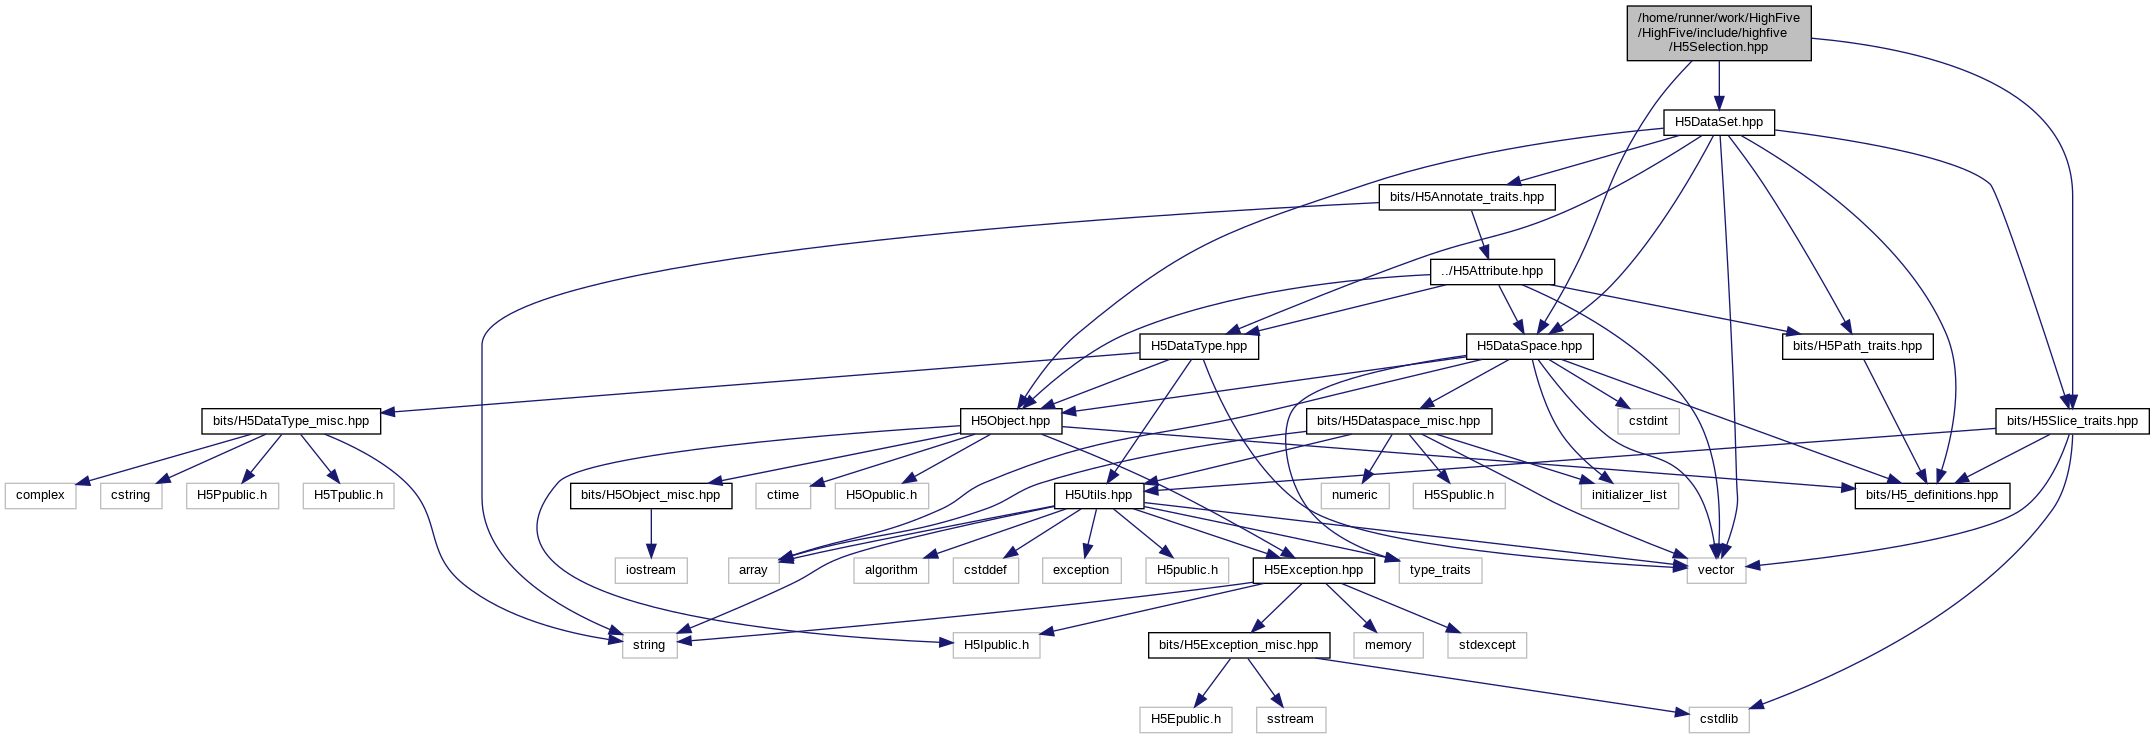 /home/runner/work/HighFive
/HighFive/include/highfive
/H5Selection.hpp
H5DataSet.hpp
bits/H5Annotate_traits.hpp
../H5Attribute.hpp
H5DataType.hpp
H5DataSpace.hpp
bits/H5Path_traits.hpp
bits/H5DataType_misc.hpp
H5Object.hpp
bits/H5Dataspace_misc.hpp
cstdint
bits/H5Slice_traits.hpp
complex
cstring
H5Ppublic.h
H5Tpublic.h
bits/H5Object_misc.hpp
ctime
H5Opublic.h
H5Utils.hpp
numeric
H5Spublic.h
initializer_list
bits/H5_definitions.hpp
iostream
array
algorithm
cstddef
exception
H5public.h
H5Exception.hpp
type_traits
vector
string
H5Ipublic.h
bits/H5Exception_misc.hpp
memory
stdexcept
H5Epublic.h
sstream
cstdlib